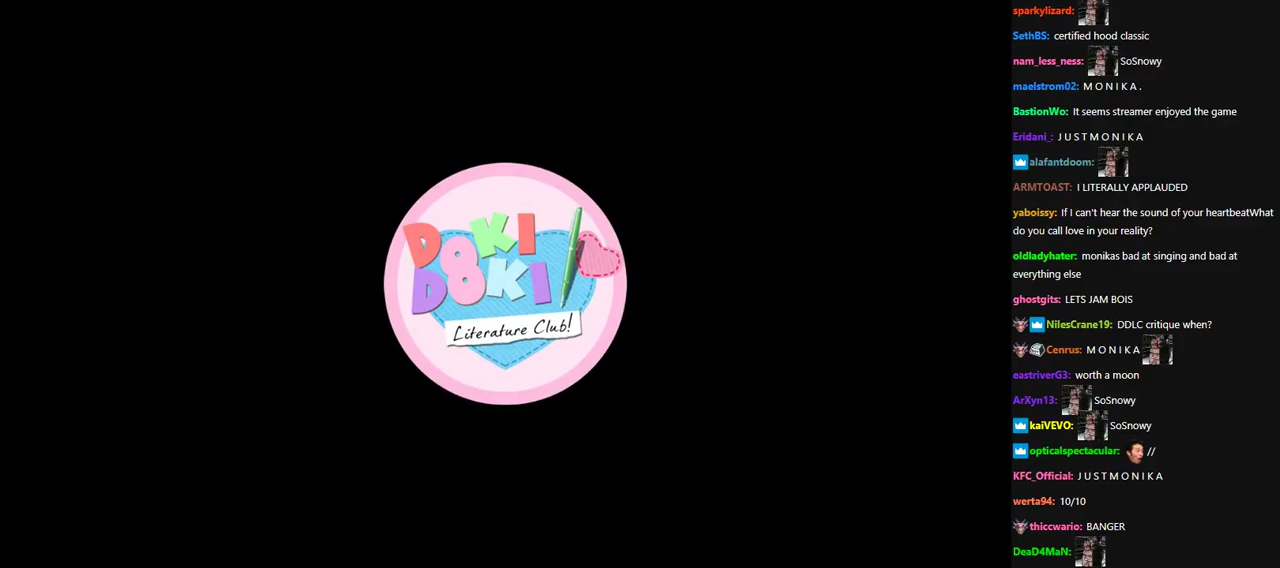 DOKI
DOKI
Literature Club!
sparkylizard:
SethBS: certified hood classic
nam_less_ness: SoSnowy
maelstrom02: M O N I K A .
BastionWo: It seems streamer enjoyed the game
Eridani_: J U S T M O N I K A
alafantdoom:
ARMTOAST: I LITERALLY APPLAUDED
yaboissy: If I can't hear the sound of your heartbeatWhat
do you call love in your reality?
oldladyhater: monikas bad at singing and bad at
everything else
ghostgits: LETS JAM BOIS
NilesCrane19: DDLC critique when?
Cenrus: M O N I K A
eastriverG3: worth a moon
ArXyn13: SoSnowy
kaiVEVO: SoSnowy
opticalspectacular: //
KFC_Official: J U S T M O N I K A
werta94: 10/10
thiccwario: BANGER
DeaD4MaN: